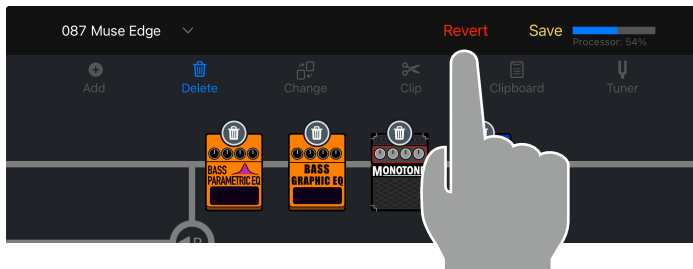 087 Muse Edge
Revert
Save
Processor: 54%
Add
Delete
Change
Clip
Clipboard
Tuner
BASS
PARAMETRIC EQ
BASS
GRAPHIC EQ